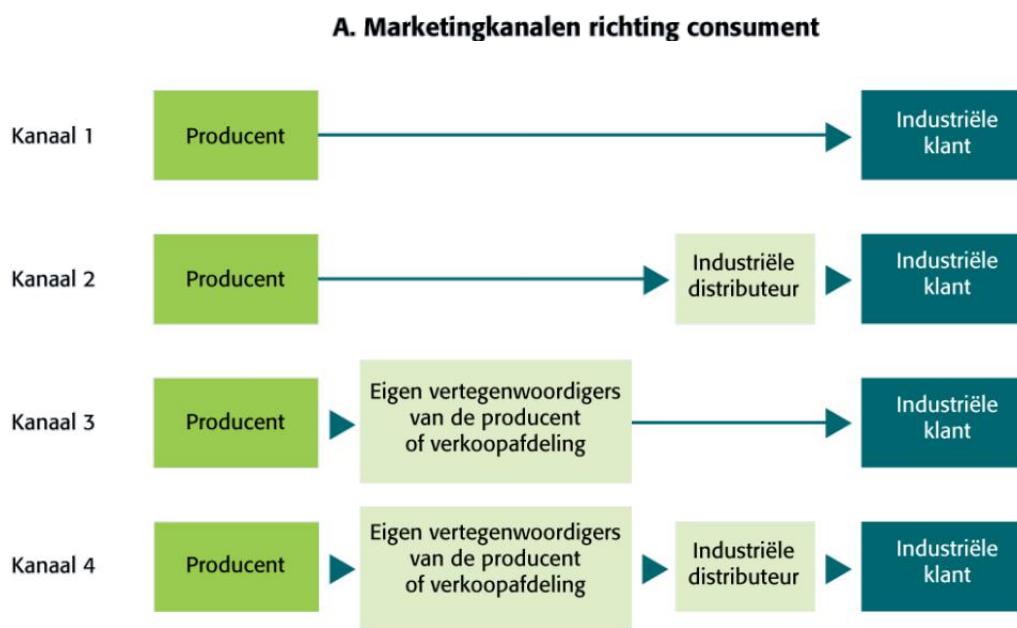 A. Marketingkanalen richting consument
Kanaal 1
Producent
Industriële
klant
Kanaal 2
Producent
Industriële
distributeur
Industriële
klant
Kanaal 3
Producent
Eigen vertegenwoordigers
van de producent
of verkoopafdeling
Industriële
klant
Kanaal 4
Producent
Eigen vertegenwoordigers
van de producent
of verkoopafdeling
Industriële
distributeur
Industriële
klant